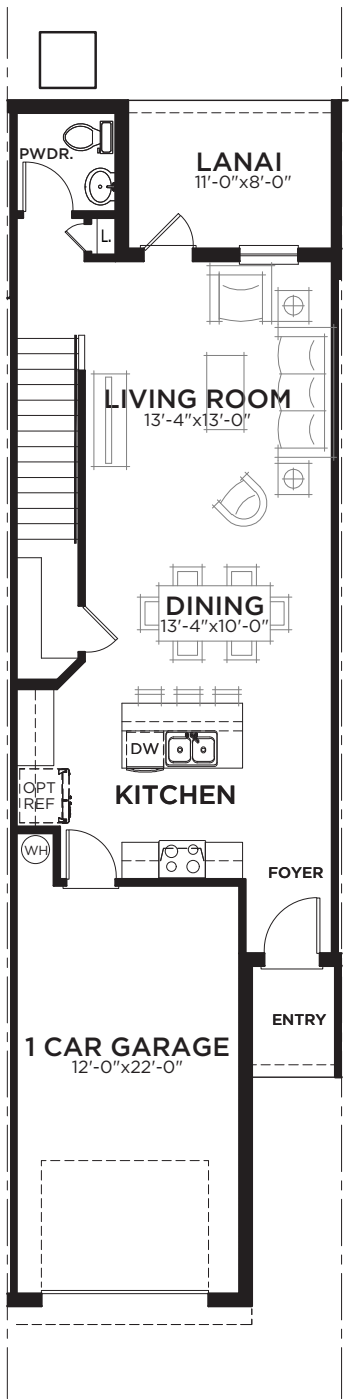 PWDR.
LANAI
11'-0"x8'-0"
L.
LIVING ROOM
13'-4"x13'-0"
DINING
13'-4"x10'-0"
DW
OPT
REF
KITCHEN
WH
FOYER
ENTRY
1 CAR GARAGE
12'-0"x22'-0"